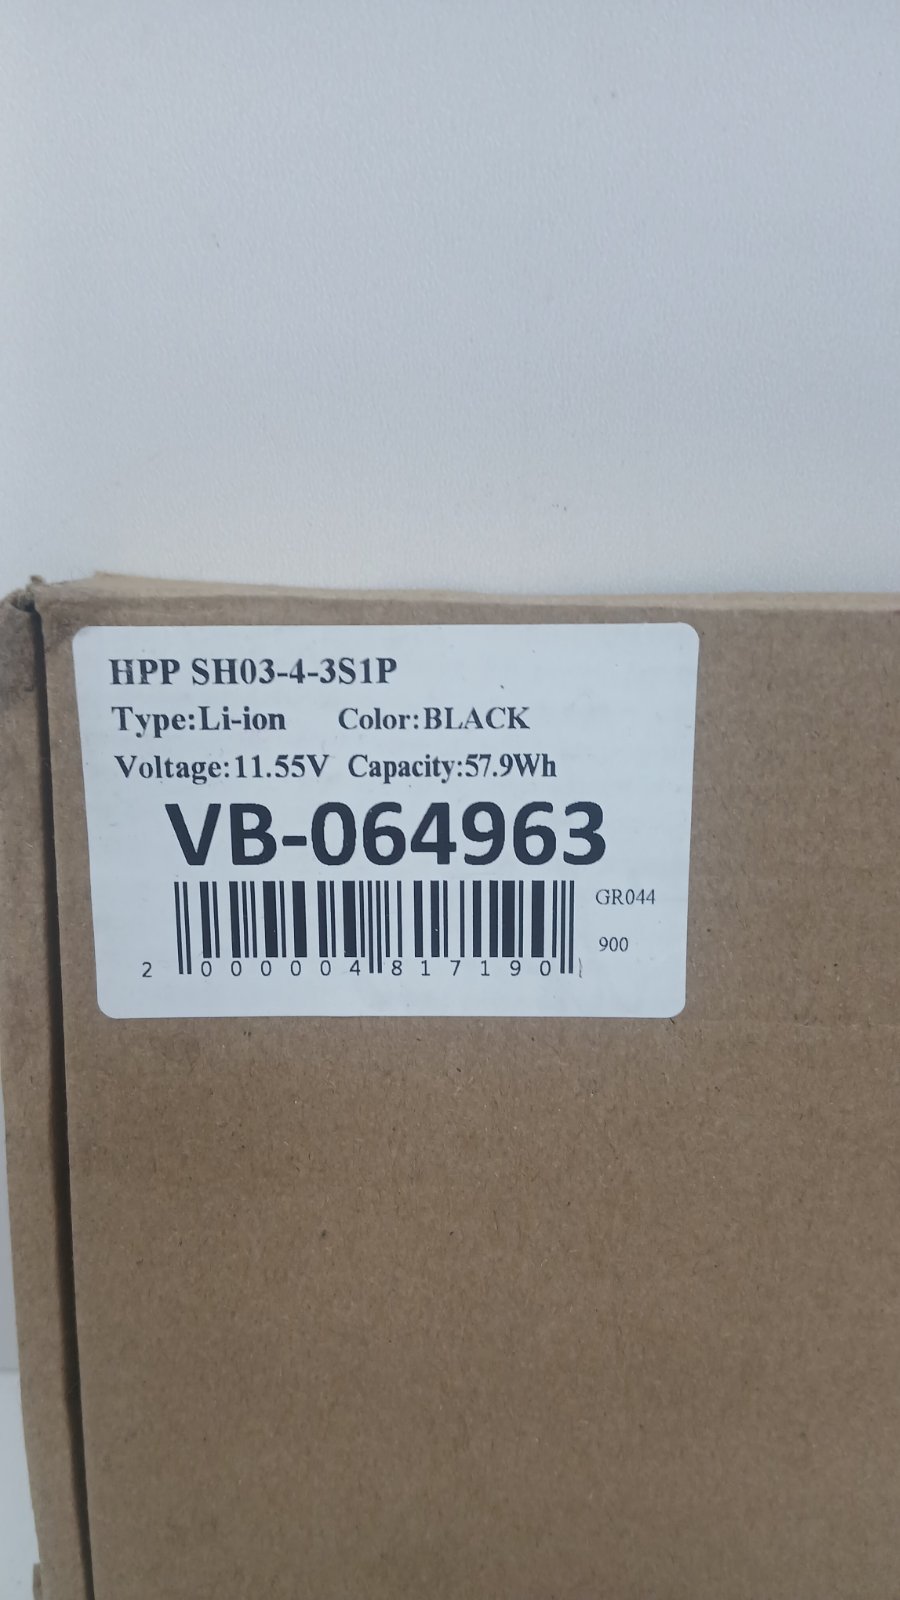 HPP SH03-4-3S1P
Type:Li-ion Color:BLACK
Voltage:11.55V Capacity:57.9Wh
VB-064963
GR044
900
2 000004 817190